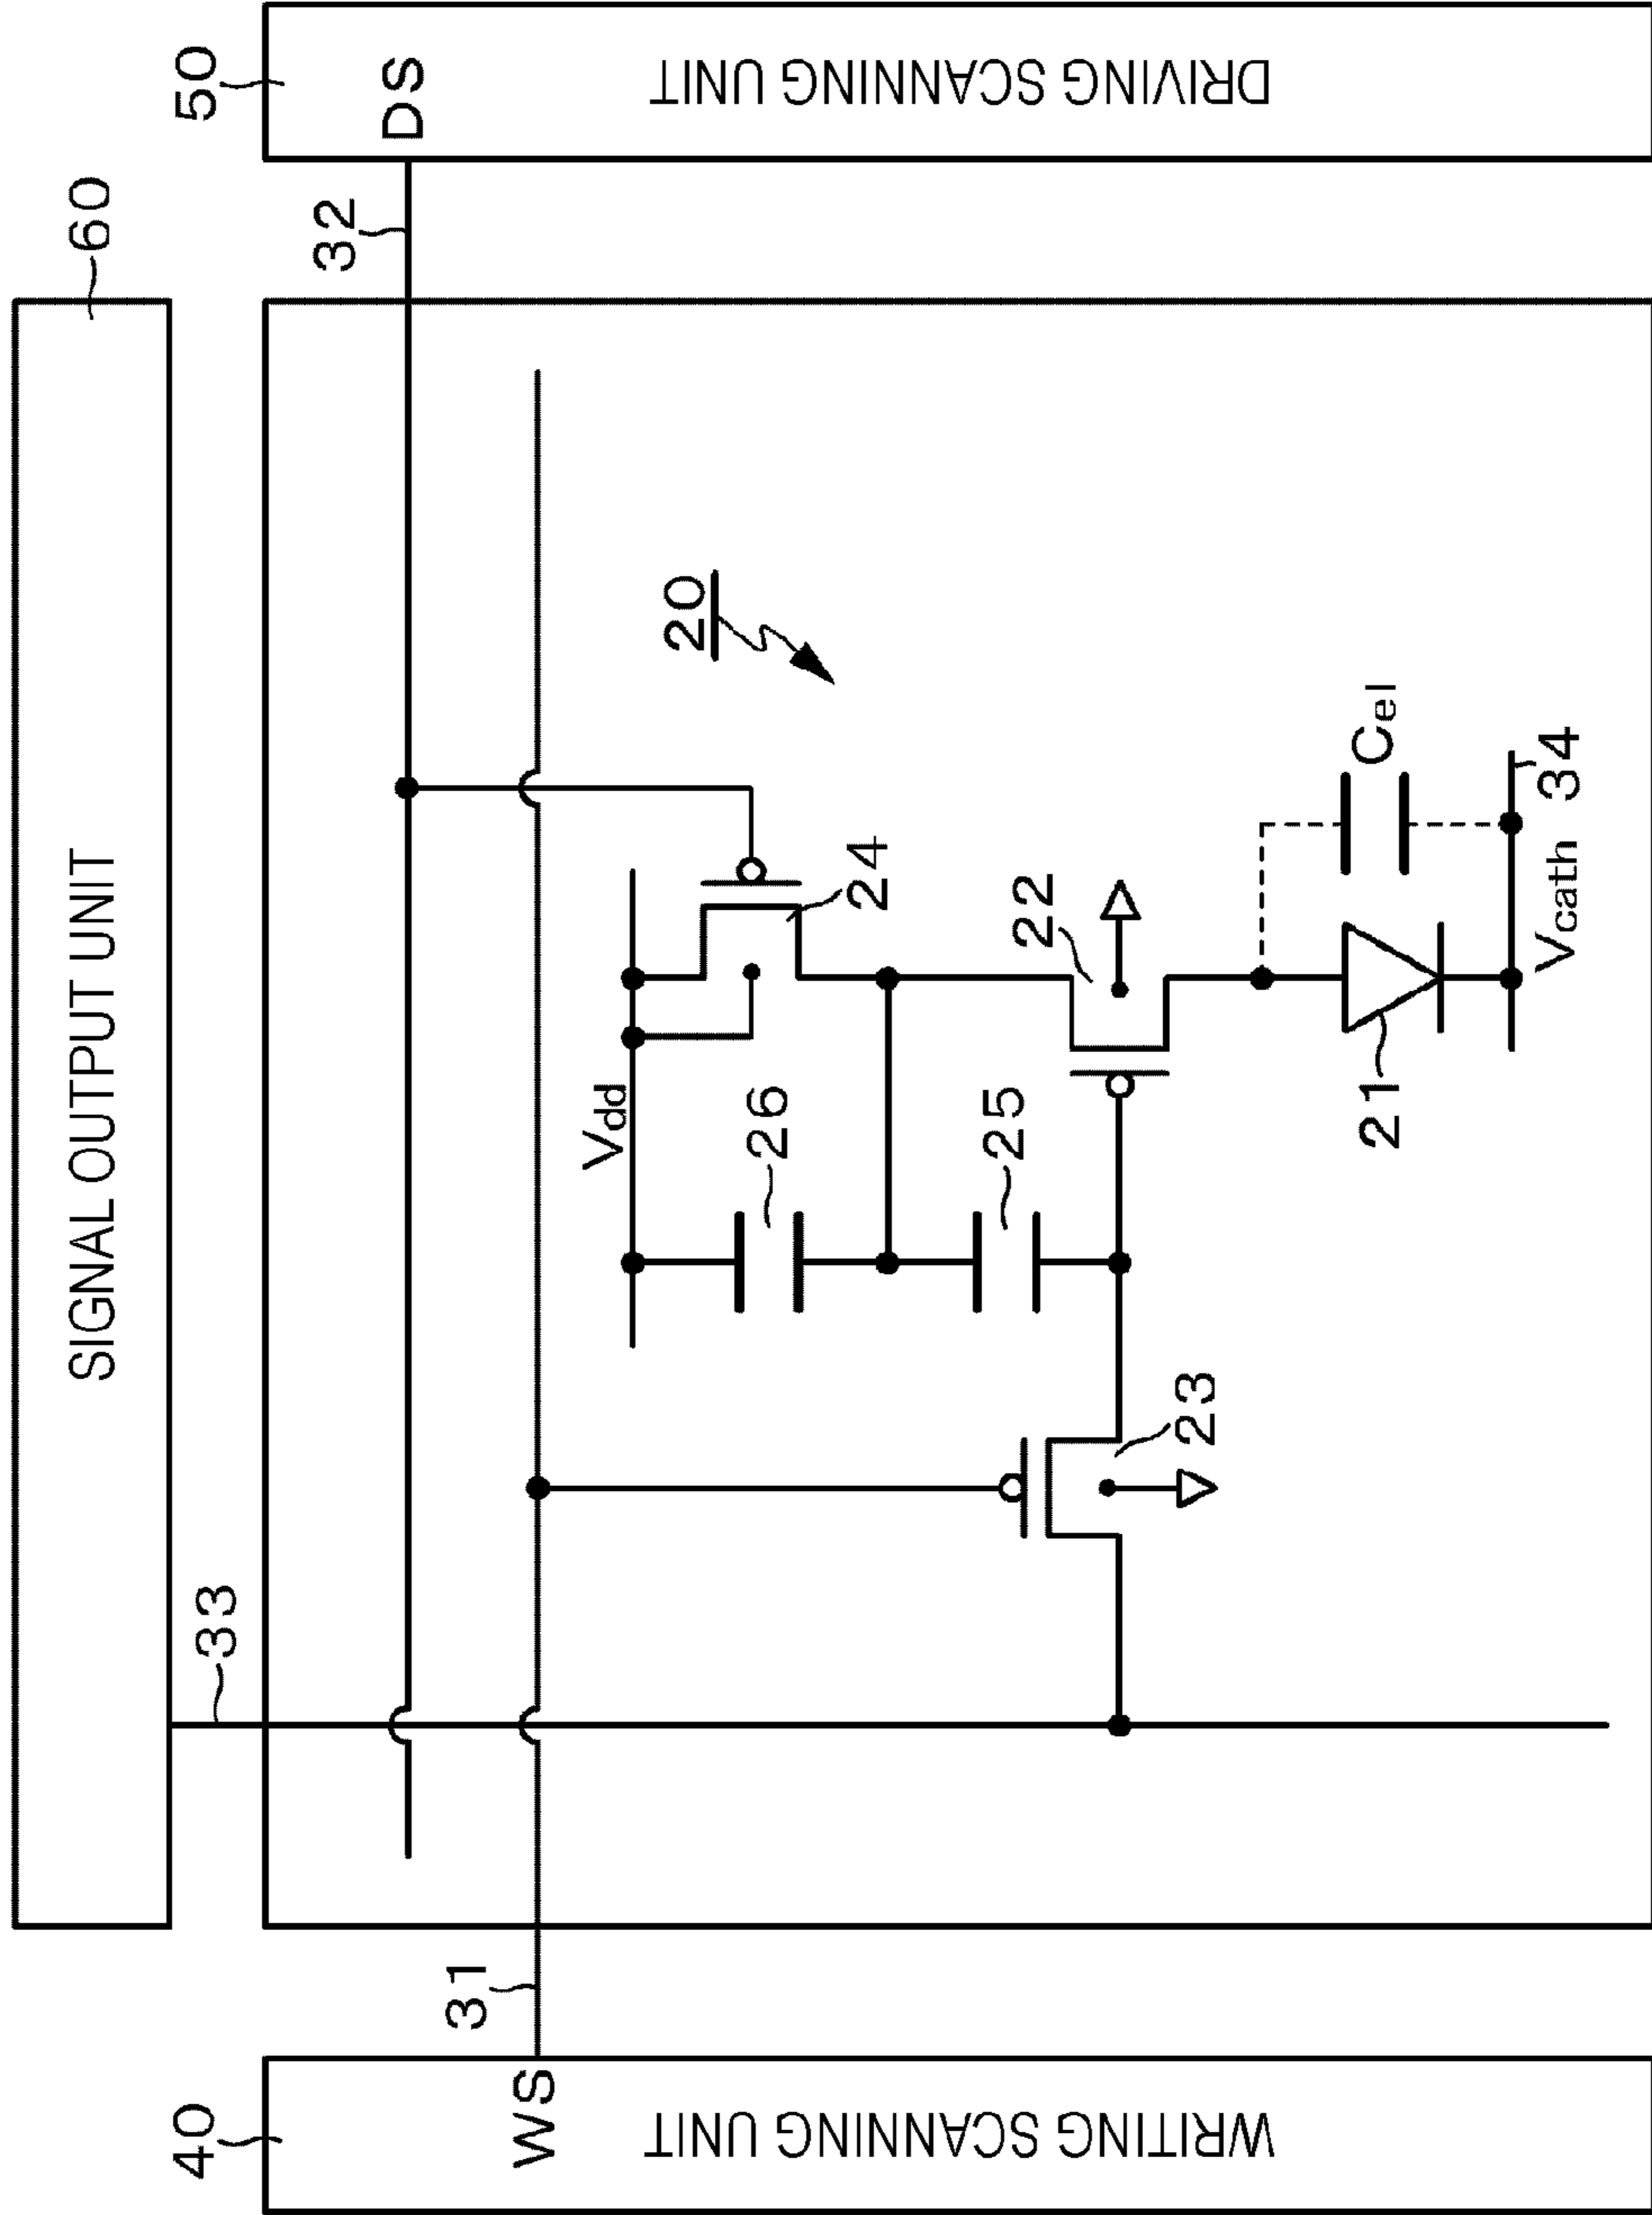 60
SIGNAL OUTPUT UNIT
40
33
50
WS
31
32
DS
Vdd
20
26
24
25
22
23
21
Cel
Vcath
34
WRITING SCANNING UNIT
DRIVING SCANNING UNIT